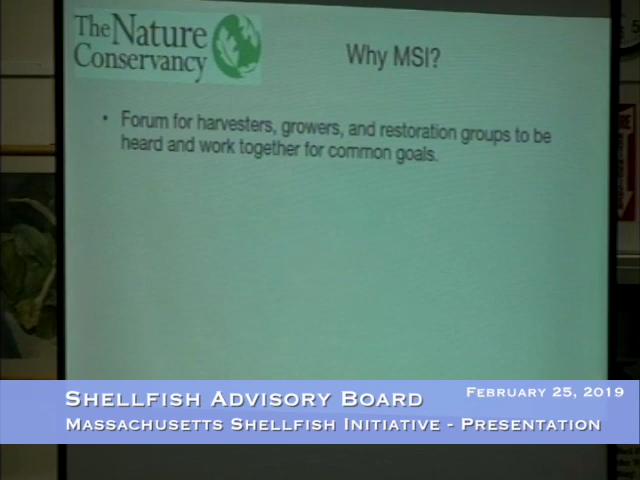 The Nature
Conservancy
Why MSI?
• Forum for harvesters, growers, and restoration groups to be
heard and work together for common goals.
February 25, 2019
Shellfish Advisory Board
Massachusetts Shellfish Initiative - Presentation